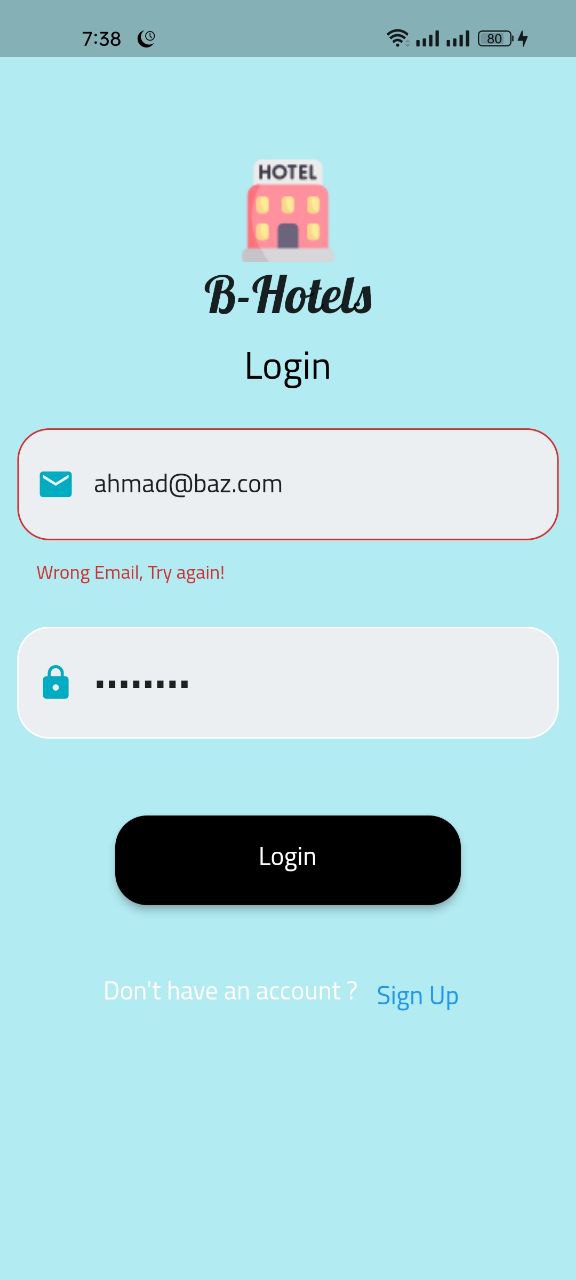 7:38 80
HOTEL
B-Hotels
Login
ahmad@baz.com
Wrong Email, Try again!
Login
Don't have an account ? Sign Up